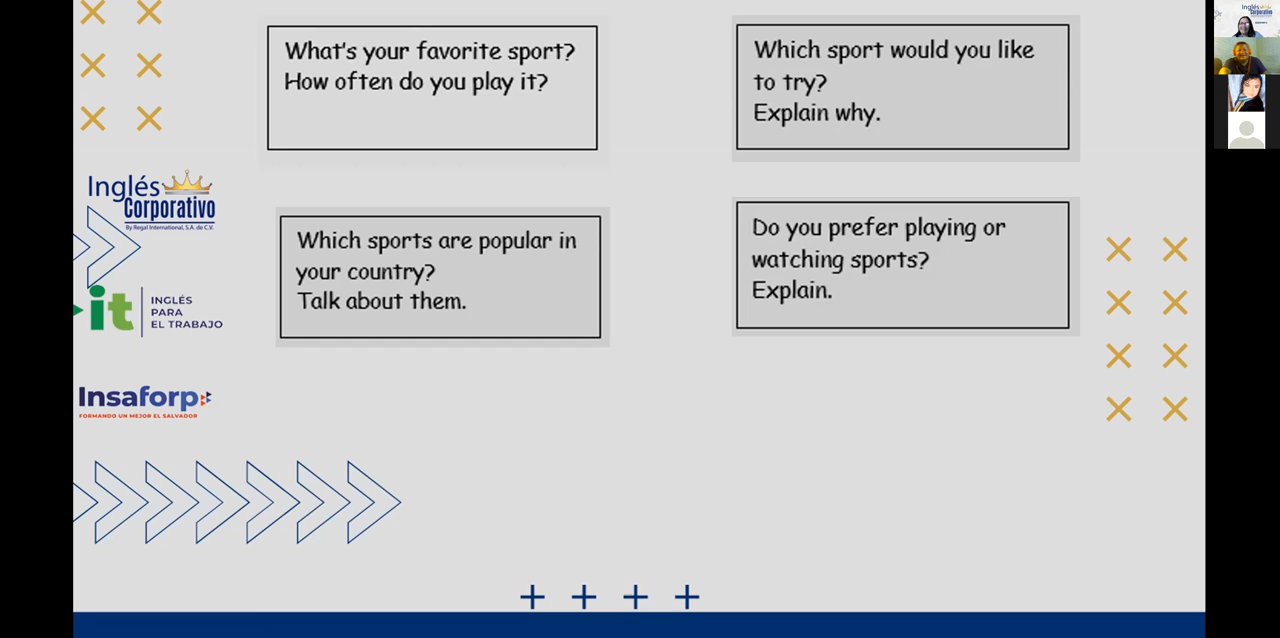 What's your favorite sport?
How often do you play it?
Which sport would you like
to try?
Explain why.
Inglés
Corporativo
By Regal International, S.A. de C.V.
Which sports are popular in
your country?
Talk about them.
Do you prefer playing or
watching sports?
Explain.
it
INGLÉS
PARA
EL TRABAJO
Insaforp
FORMANDO UN MEJOR EL SALVADOR
Inglés
Corporativo